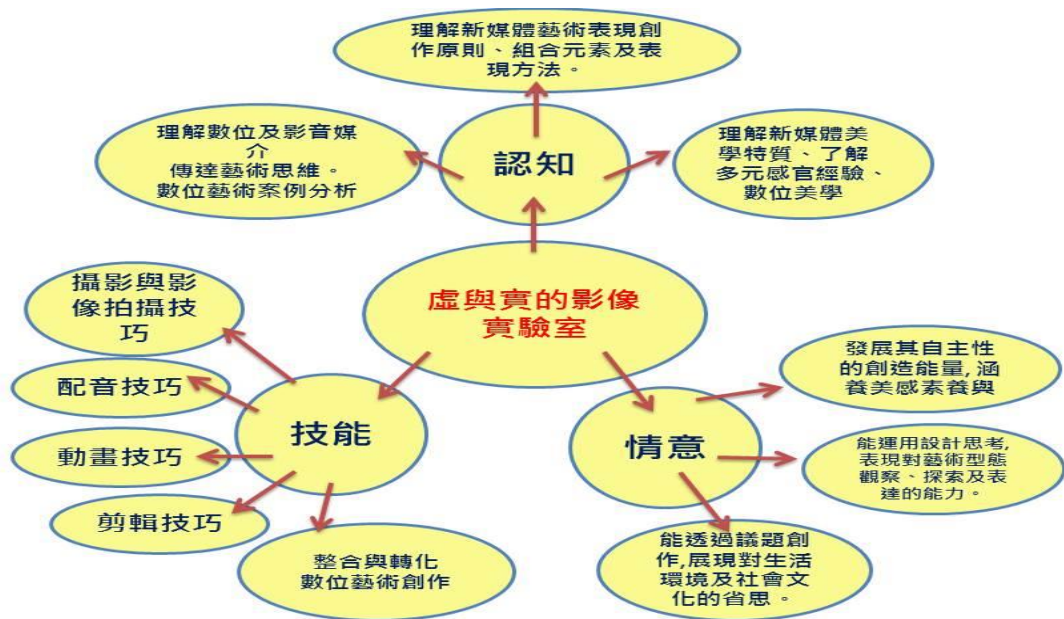 理解新媒體藝術表現創
作原則、組合元素及表
現方法。
理解數位及影音媒
介
傳達藝術思維。
數位藝術案例分析
認知
理解新媒體美
學特質、了解
多元感官經驗、
數位美學
虛與實的影像
實驗室
攝影與影
像拍攝技
巧
配音技巧
動畫技巧
剪輯技巧
技能
整合與轉化
數位藝術創作
情意
發展其自主性
的創造能量,涵
養美感素養與
能運用設計思考,
表現對藝術型態
觀察、探索及表
達的能力。
能透過議題創
作,展現對生活
環境及社會文
化的省思。